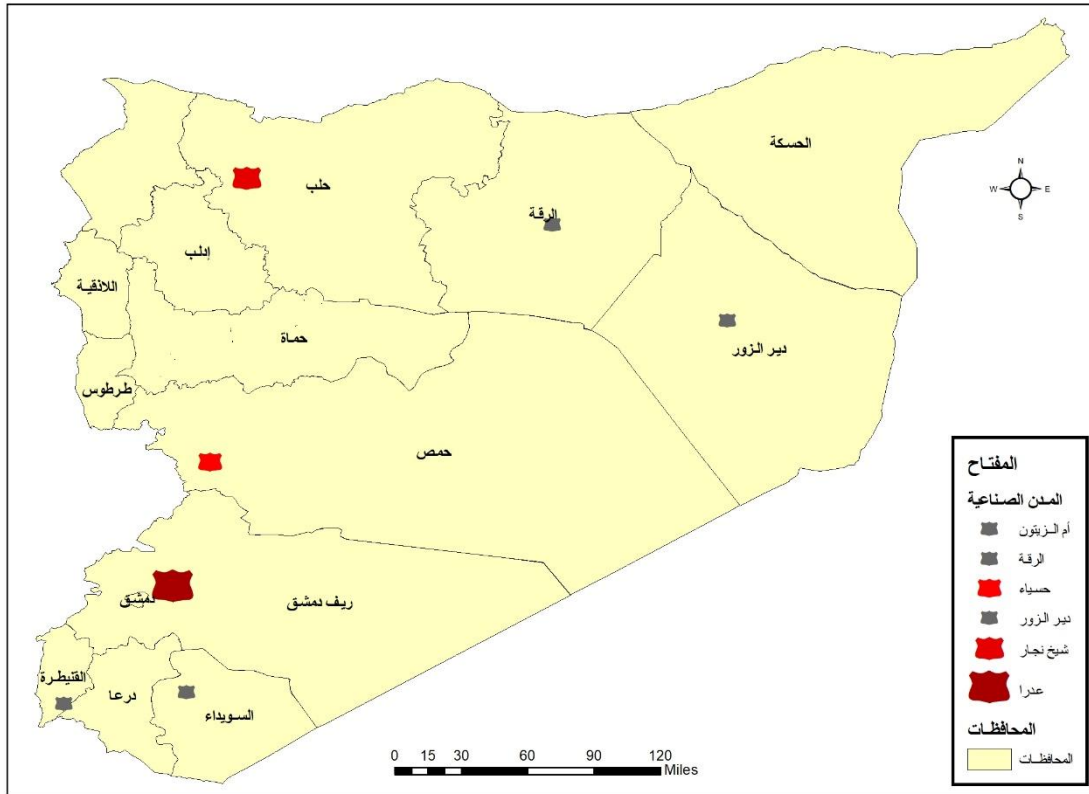 الحسكة
N
W E
S
حلب
الرقة
إدلب
اللاذقية
حماة
دير الزور
طرطوس
حمص
دمشق
ريف دمشق
القنيطرة
درعا
السويداء
المفتاح
المدن الصناعية
أم الزيتون
الرقة
حسياء
دير الزور
شيخ نجار
عدرا
المحافظات
المحافظات
0 15 30 60 90 120
Miles